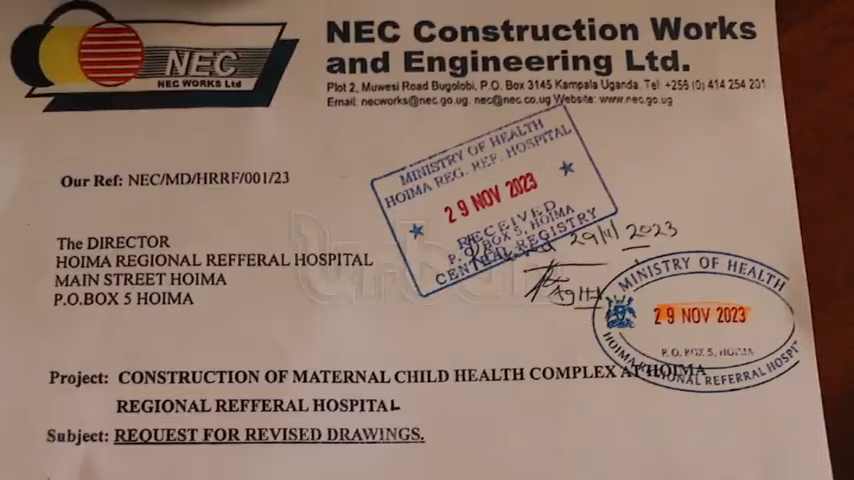 NEC
NEC WORKS Ltd
NEC Construction Works
and Engineering Ltd.
Plot 2, Muwesi Road Bugolobi, P.O. Box 3145 Kampala Uganda. Tel: +256 (0) 414 254 201
Email: necworks@nec.go.ug. nec@nec.co.ug Website: www.nec.go.ug
Our Ref: NEC/MD/HRRF/001/23
MINISTRY OF HEALTH
HOIMA REG. REF. HOSPITAL
29 NOV 2023
RECEIVED
P.O. BOX 5, HOIMA
CENTRAL REGISTRY
29/11/2023
The DIRECTOR
HOIMA REGIONAL REFFERAL HOSPITAL
MAIN STREET HOIMA
P.O.BOX 5 HOIMA
Urban
MINISTRY OF HEALTH
29 NOV 2023
P. O. BOX 5, HOIMA
HOIMA REGIONAL REFERRAL HOSPI
Project: CONSTRUCTION OF MATERNAL CHILD HEALTH COMPLEX AT HOIMA
REGIONAL REFFERAL HOSPITAL
Subject: REQUEST FOR REVISED DRAWINGS.